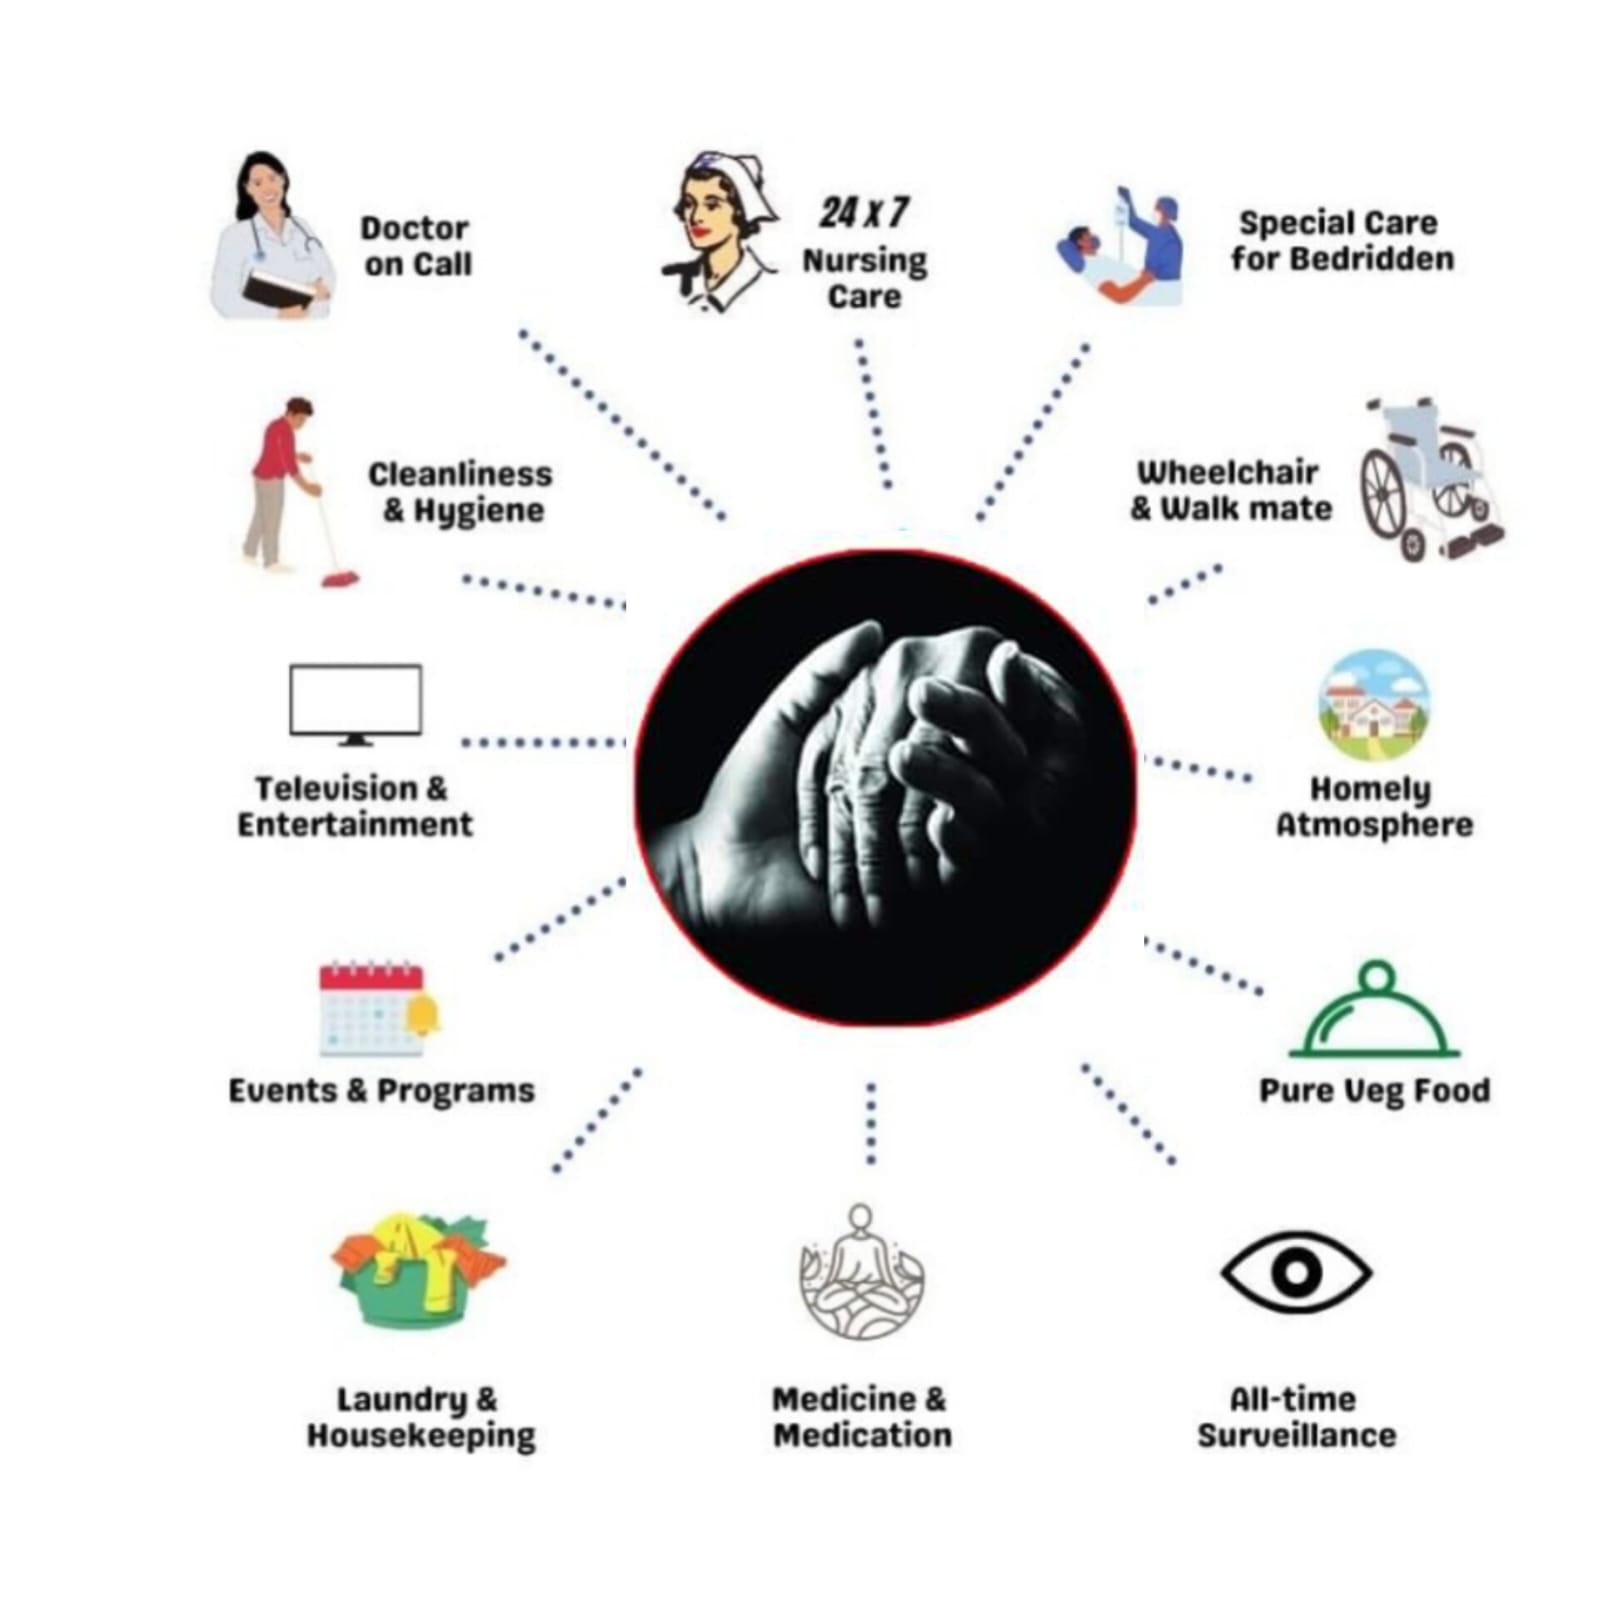 Doctor
on Call
24 x 7
Nursing
Care
Special Care
for Bedridden
Cleanliness
& Hygiene
Wheelchair
& Walk mate
Television &
Entertainment
Homely
Atmosphere
Events & Programs
Pure Veg Food
Laundry &
Housekeeping
Medicine &
Medication
All-time
Surveillance